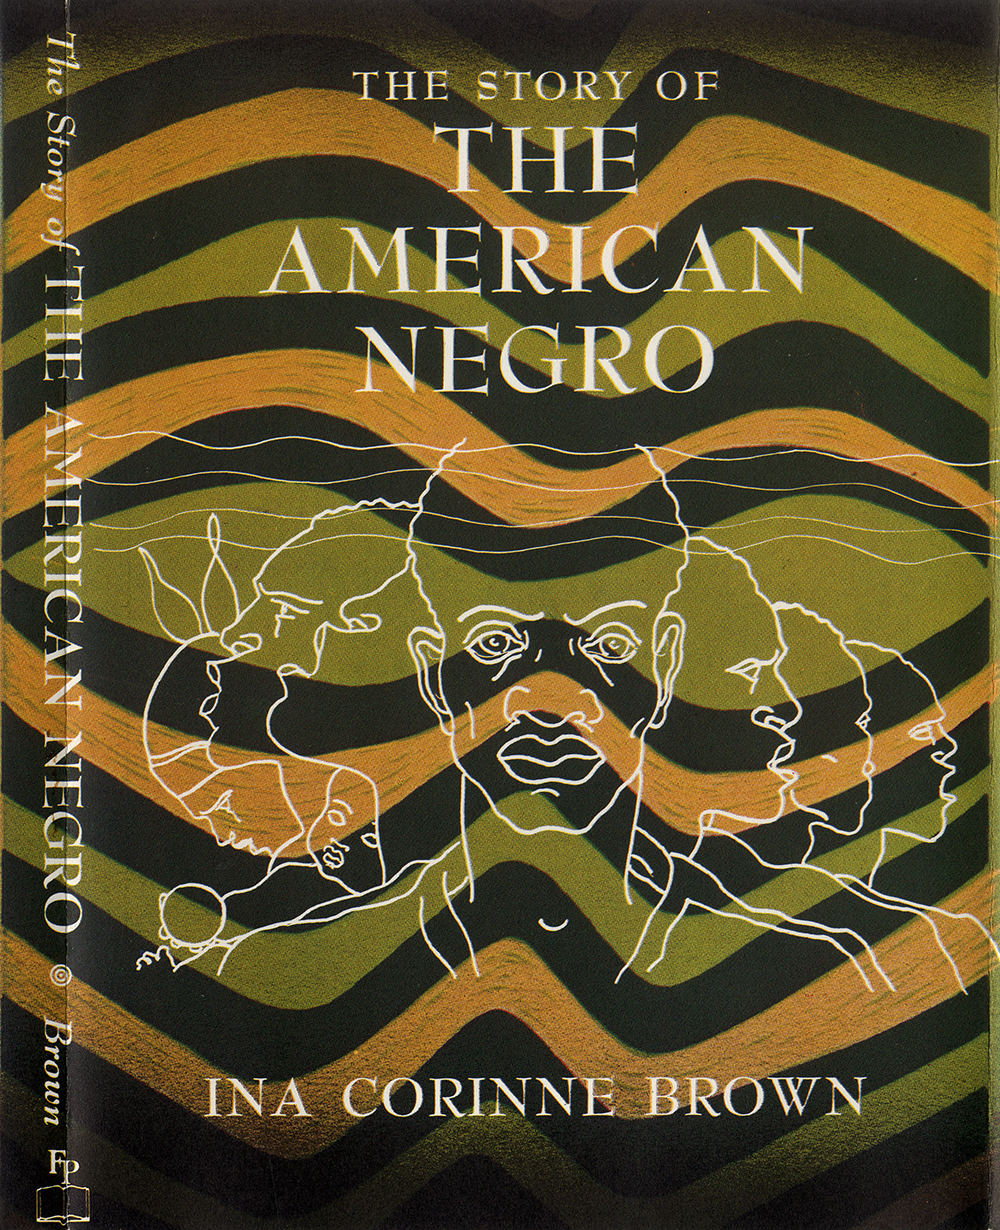 THE STORY OF
THE
AMERICAN
NEGRO
INA CORINNE BROWN
The Story of THE AMERICAN NEGRO Brown
FP